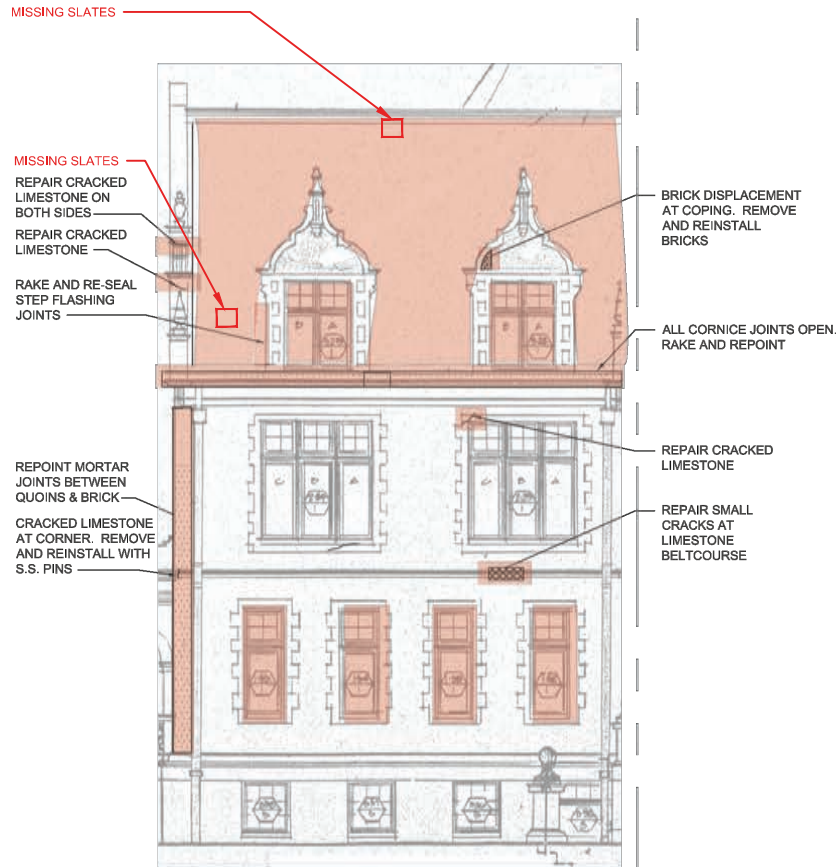 MISSING SLATES
MISSING SLATES
REPAIR CRACKED
LIMESTONE ON
BOTH SIDES
REPAIR CRACKED
LIMESTONE
RAKE AND RE-SEAL
STEP FLASHING
JOINTS
BRICK DISPLACEMENT
AT COPING. REMOVE
AND REINSTALL
BRICKS
ALL CORNICE JOINTS OPEN.
RAKE AND REPOINT
B A
B A
REPOINT MORTAR
JOINTS BETWEEN
QUOINS & BRICK
CRACKED LIMESTONE
AT CORNER. REMOVE
AND REINSTALL WITH
S.S. PINS
REPAIR CRACKED
LIMESTONE
REPAIR SMALL
CRACKS AT
LIMESTONE
BELTCOURSE
C B A
C B A